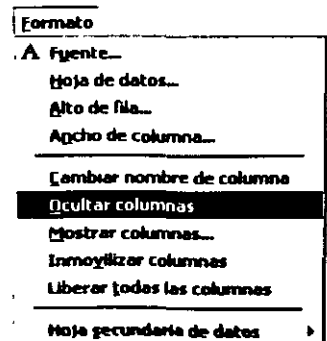 Formato
A Fuente...
Hoja de datos...
Alto de fila...
Ancho de columna...
Cambiar nombre de columna
Ocultar columnas
Mostrar columnas...
Inmovilizar columnas
Liberar todas las columnas
Hoja secundaria de datos